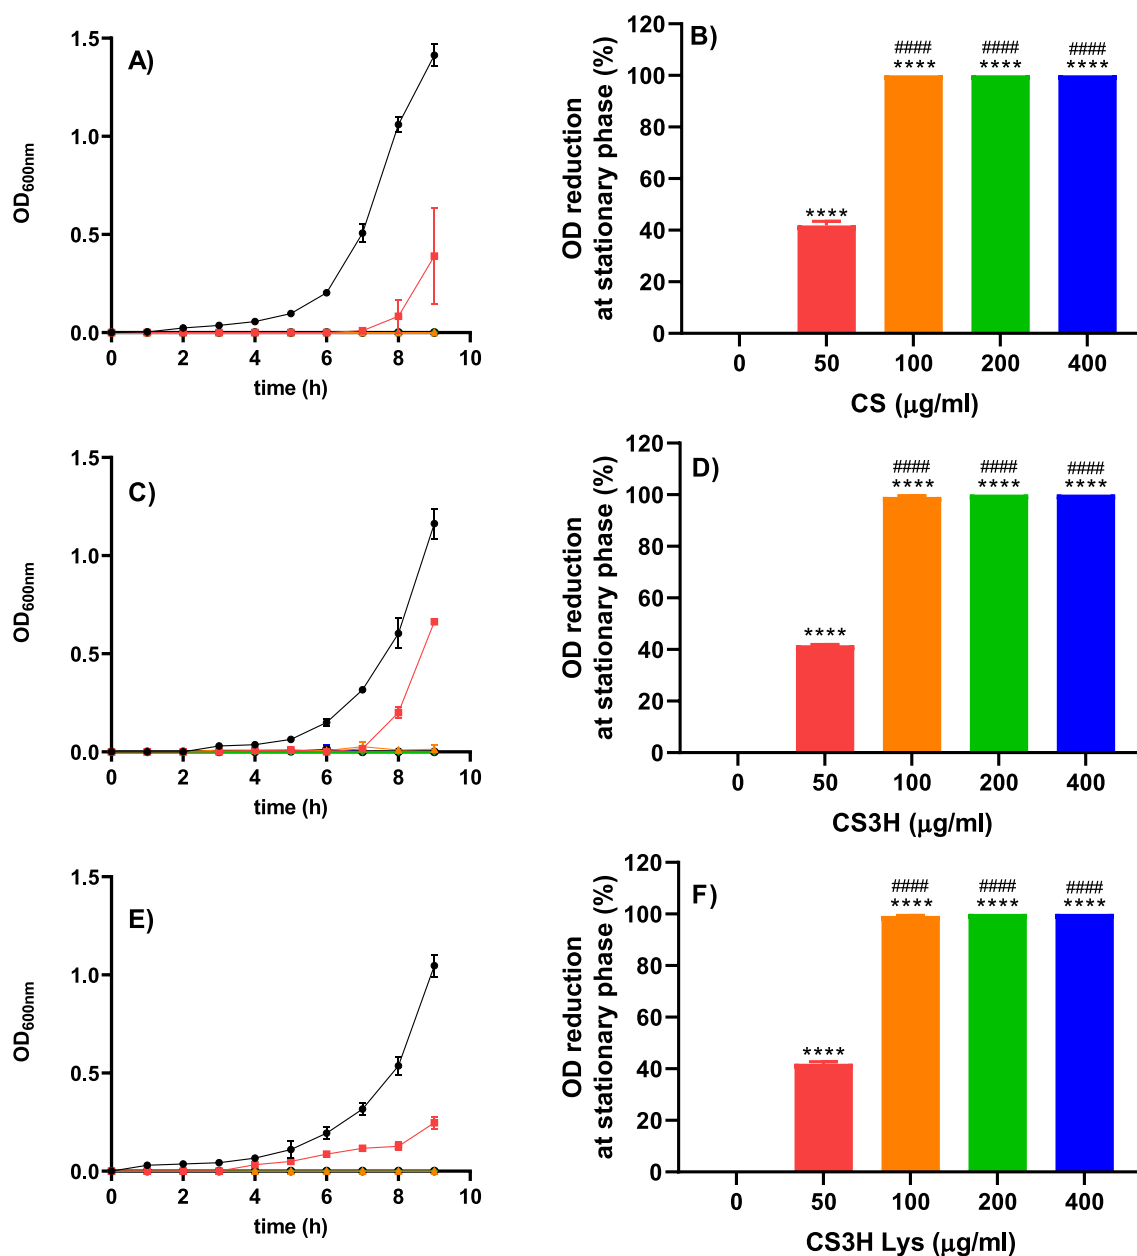 A)
OD600nm
1.5
1.0
0.5
0.0
0 2 4 6 8 10
time (h)
B)
OD reduction
at stationary phase (%)
120
100
80
60
40
20
0
#### #### ####
**** **** **** ****
0 50 100 200 400
CS (μg/ml)
C)
OD600nm
1.5
1.0
0.5
0.0
0 2 4 6 8 10
time (h)
D)
OD reduction
at stationary phase (%)
120
100
80
60
40
20
0
#### #### ####
**** **** **** ****
0 50 100 200 400
CS3H (μg/ml)
E)
OD600nm
1.5
1.0
0.5
0.0
0 2 4 6 8 10
time (h)
F)
OD reduction
at stationary phase (%)
120
100
80
60
40
20
0
#### #### ####
**** **** **** ****
0 50 100 200 400
CS3H Lys (μg/ml)